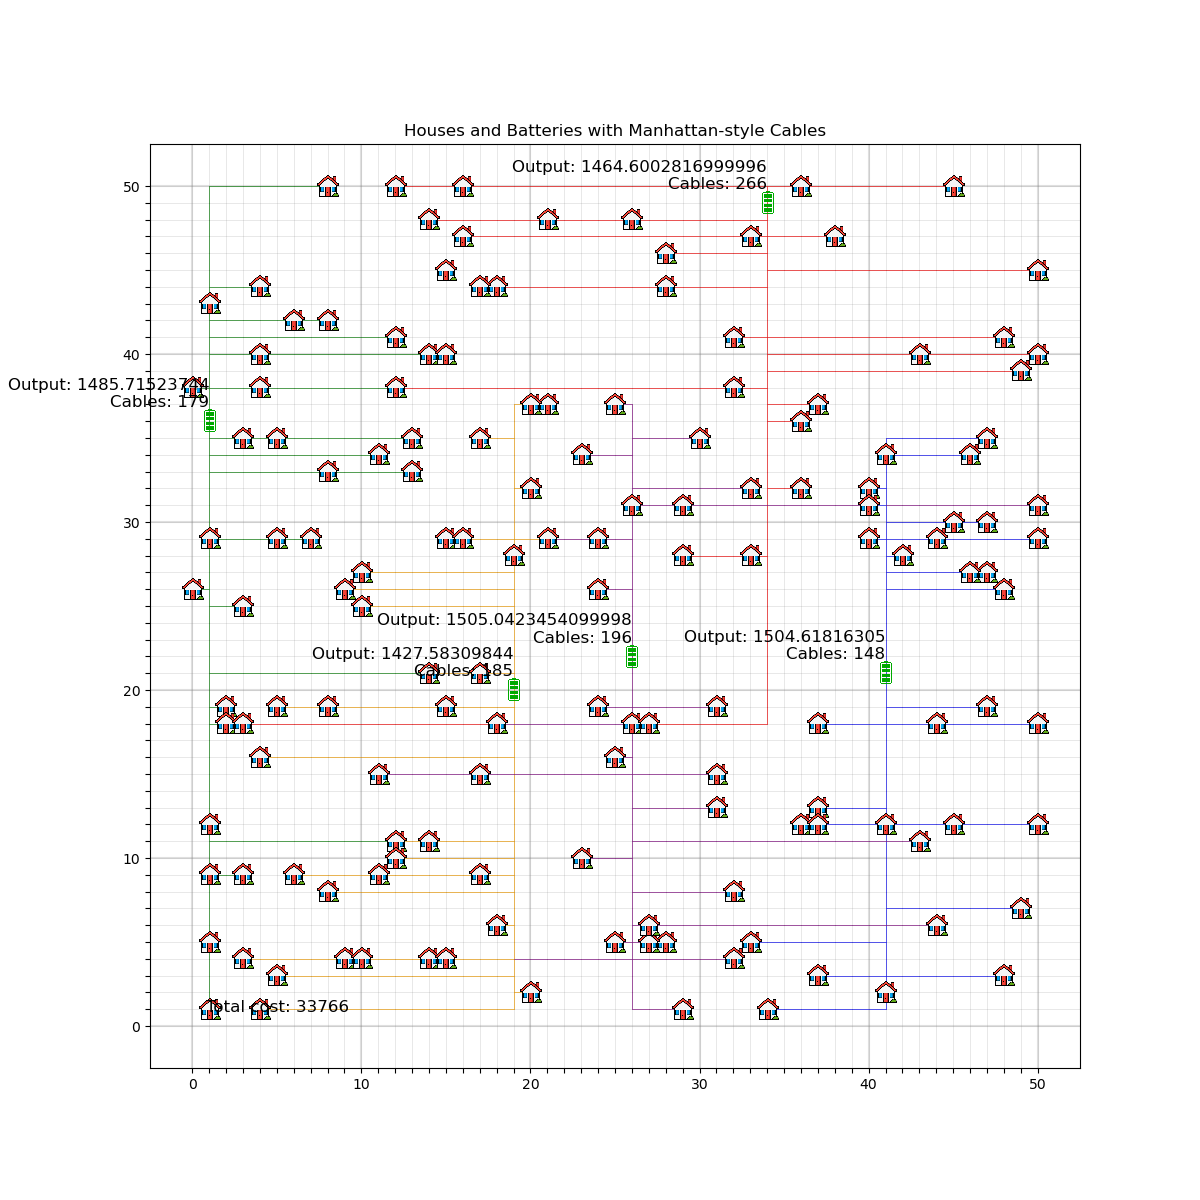 Houses and Batteries with Manhattan-style Cables
Output: 1464.6002816999996
Cables: 266
Output: 1485.71523744
Cables: 179
Output: 1505.0423454099998
Cables: 196
Output: 1504.61816305
Cables: 148
Output: 1427.58309844
Cables: 185
Total cost: 33766
50
40
30
20
10
0
0 10 20 30 40 50